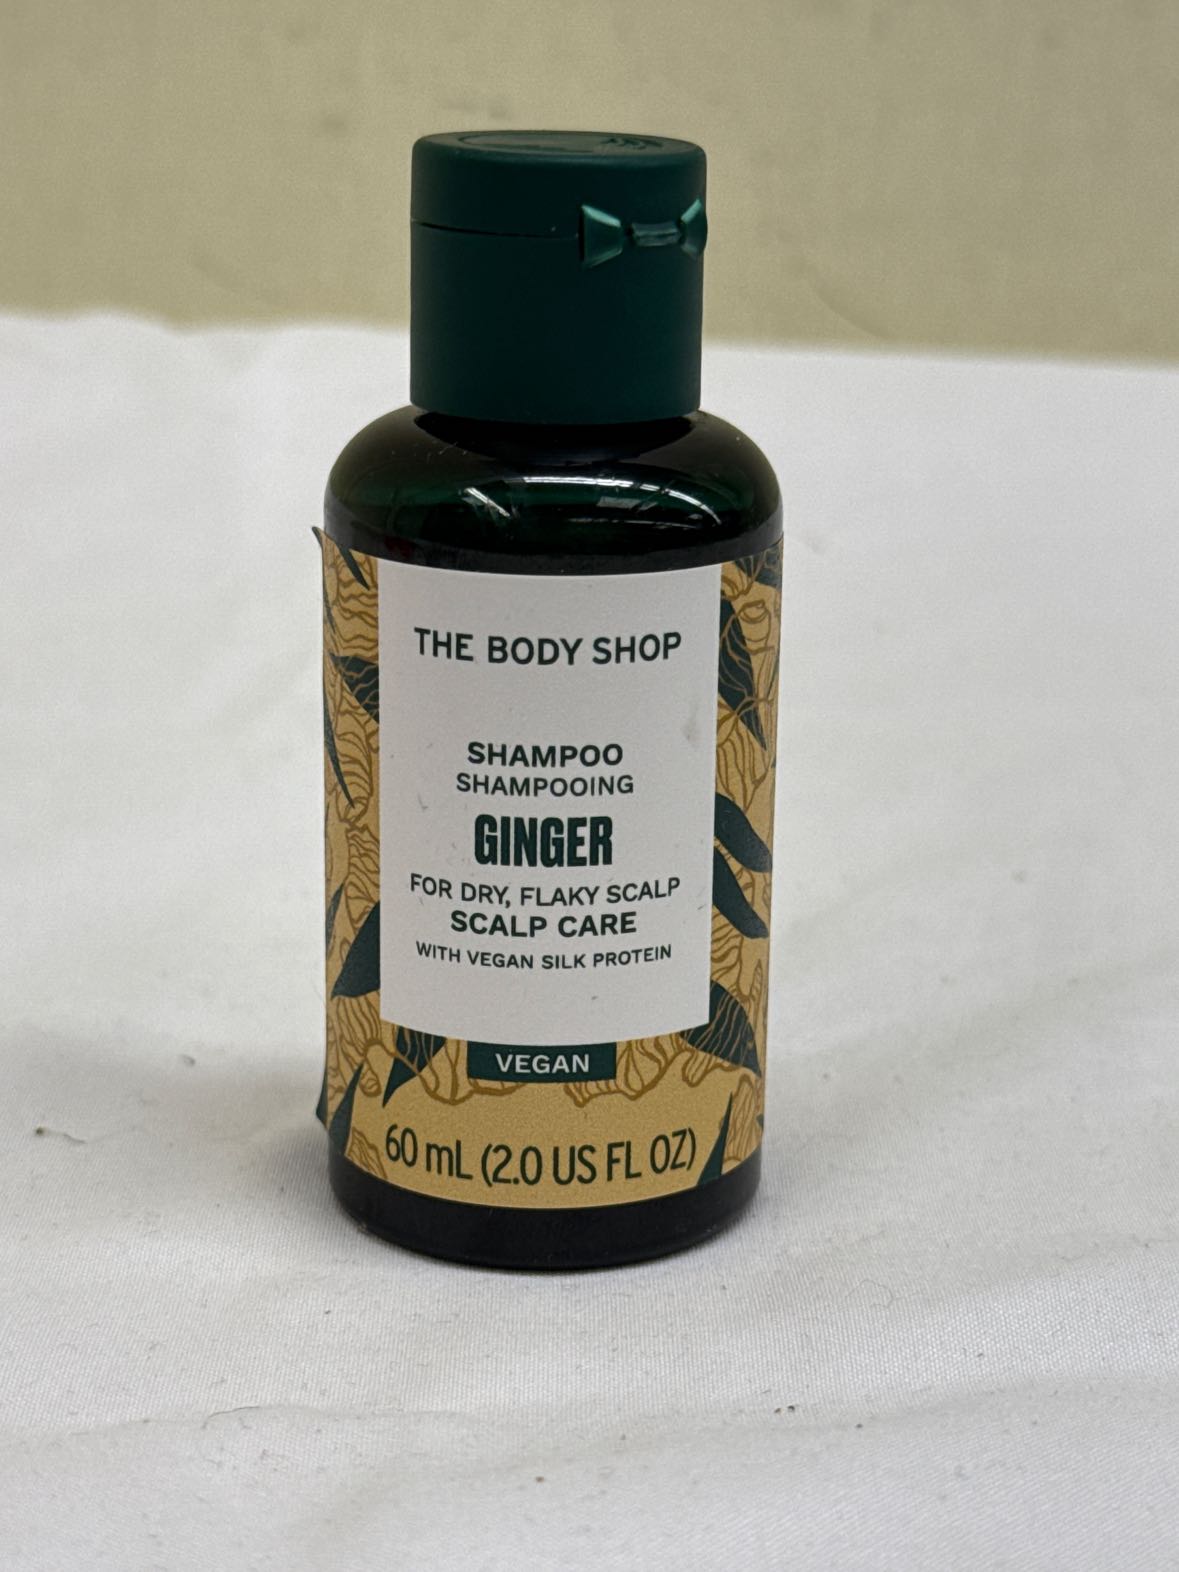 THE BODY SHOP
SHAMPOO
SHAMPOOING
GINGER
FOR DRY, FLAKY SCALP
SCALP CARE
WITH VEGAN SILK PROTEIN
VEGAN
60 mL (2.0 US FL OZ)